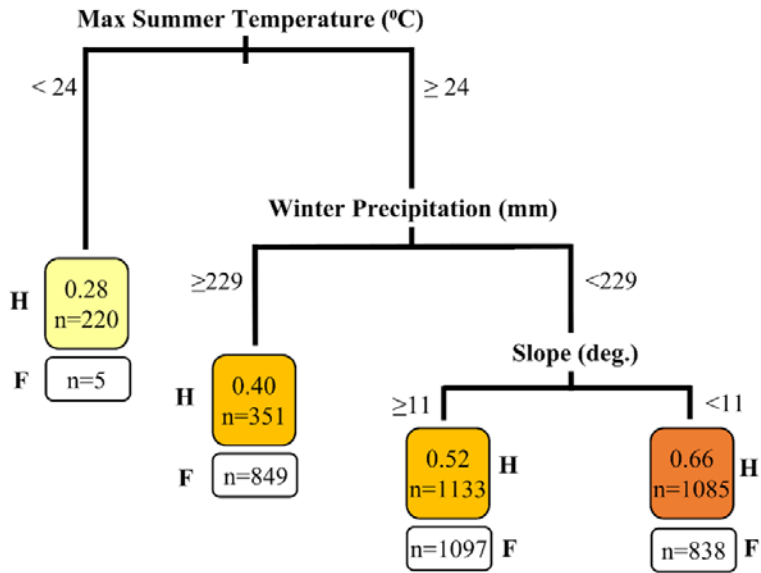 Max Summer Temperature (⁰C)
< 24
≥ 24
Winter Precipitation (mm)
≥229
<229
H
0.28
n=220
F
n=5
Slope (deg.)
H
0.40
n=351
F
n=849
≥11
<11
0.52
n=1133
H
n=1097
F
0.66
n=1085
H
n=838
F